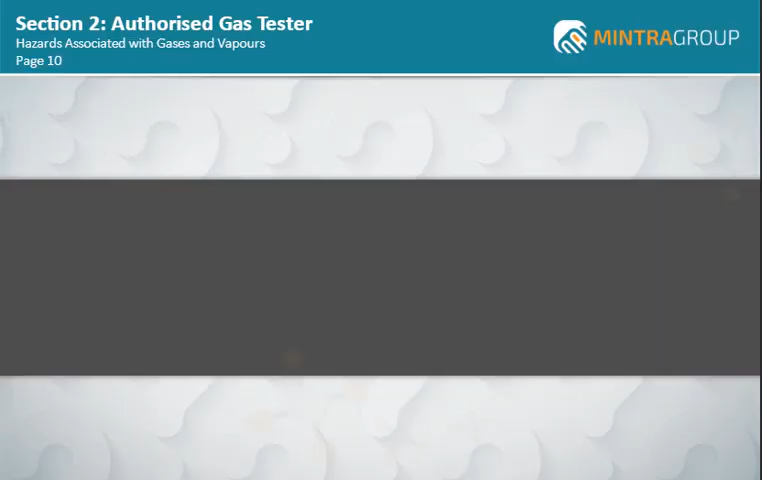 Section 2: Authorised Gas Tester
Hazards Associated with Gases and Vapours
Page 10
MINTRAGROUP